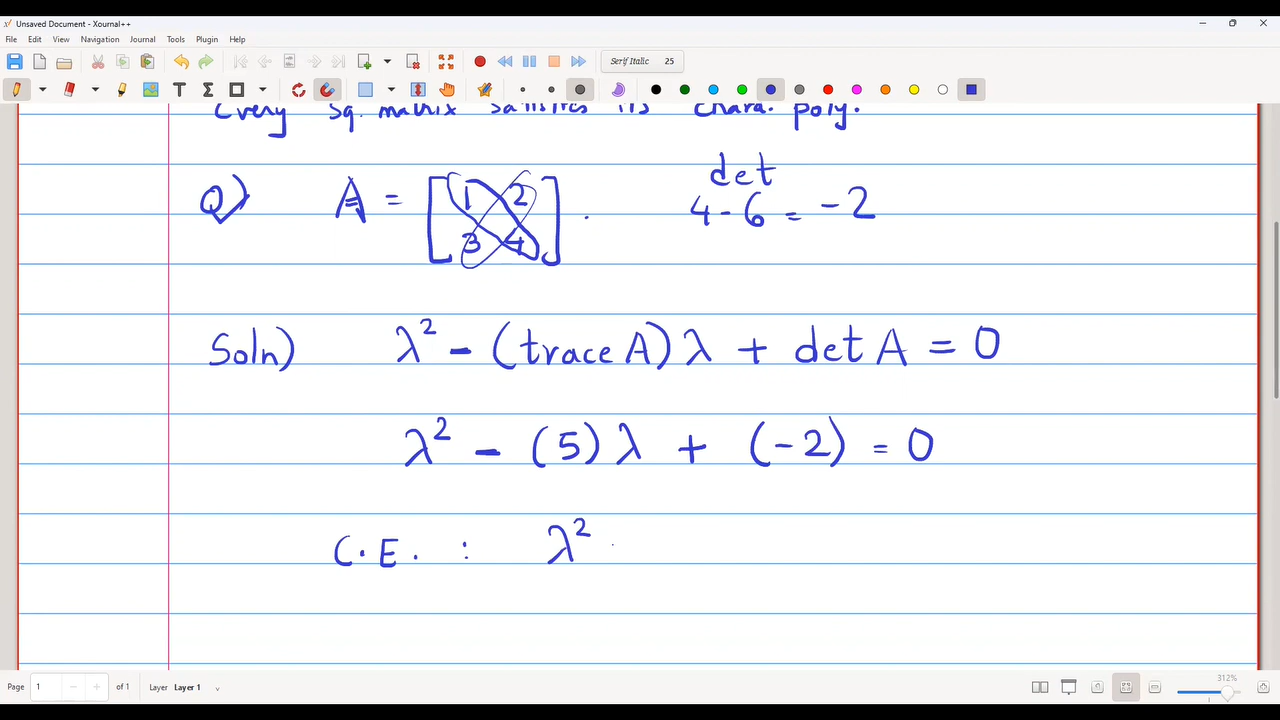 Unsaved Document - Xournal++
File Edit View Navigation Journal Tools Plugin Help
Serif Italic 25
Every Sq. matrix satisfies its chara. poly.
Q) A = [1 2
3 4] .
det
4 - 6 = -2
Soln) λ² - (trace A) λ + det A = 0
λ² - (5) λ + (-2) = 0
C.E. : λ²
Page 1 of 1 Layer Layer 1 312%